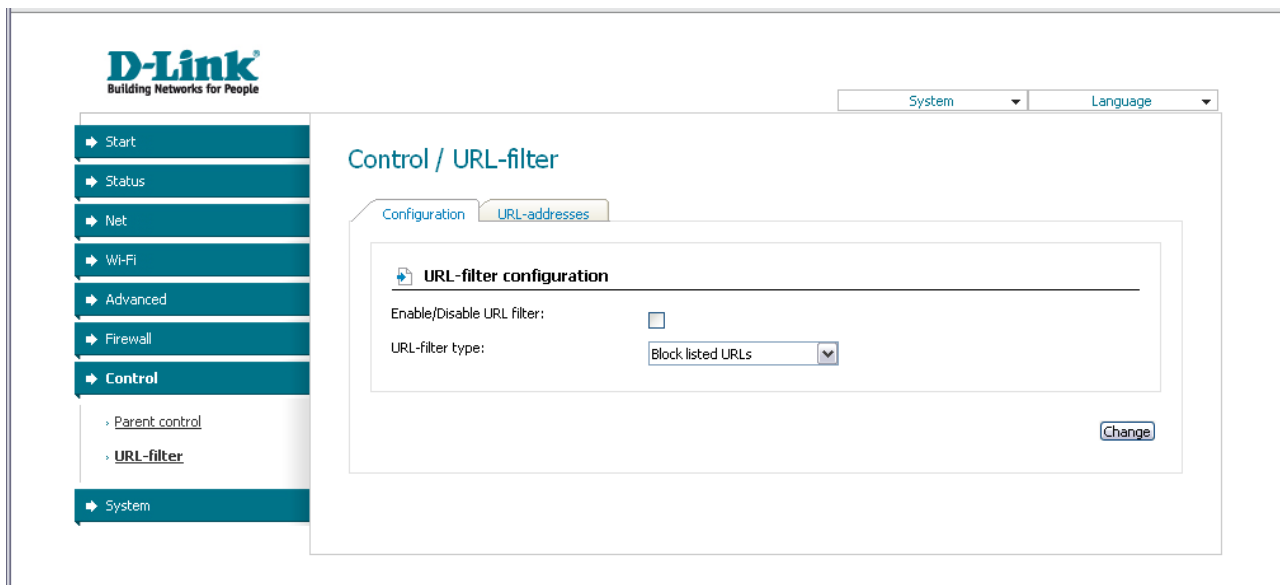 D-Link
Building Networks for People
System
Language
Start
Status
Net
Wi-Fi
Advanced
Firewall
Control
Parent control
URL-filter
System
Control / URL-filter
Configuration
URL-addresses
URL-filter configuration
Enable/Disable URL filter:
URL-filter type:
Block listed URLs
Change